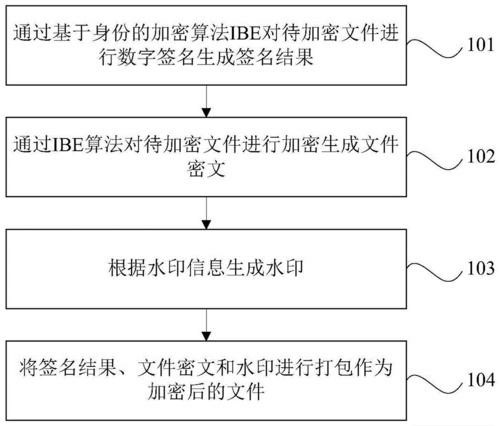 通过基于身份的加密算法IBE对待加密文件进
行数字签名生成签名结果
101
通过IBE算法对待加密文件进行加密生成文件
密文
102
根据水印信息生成水印
103
将签名结果、文件密文和水印进行打包作为
加密后的文件
104